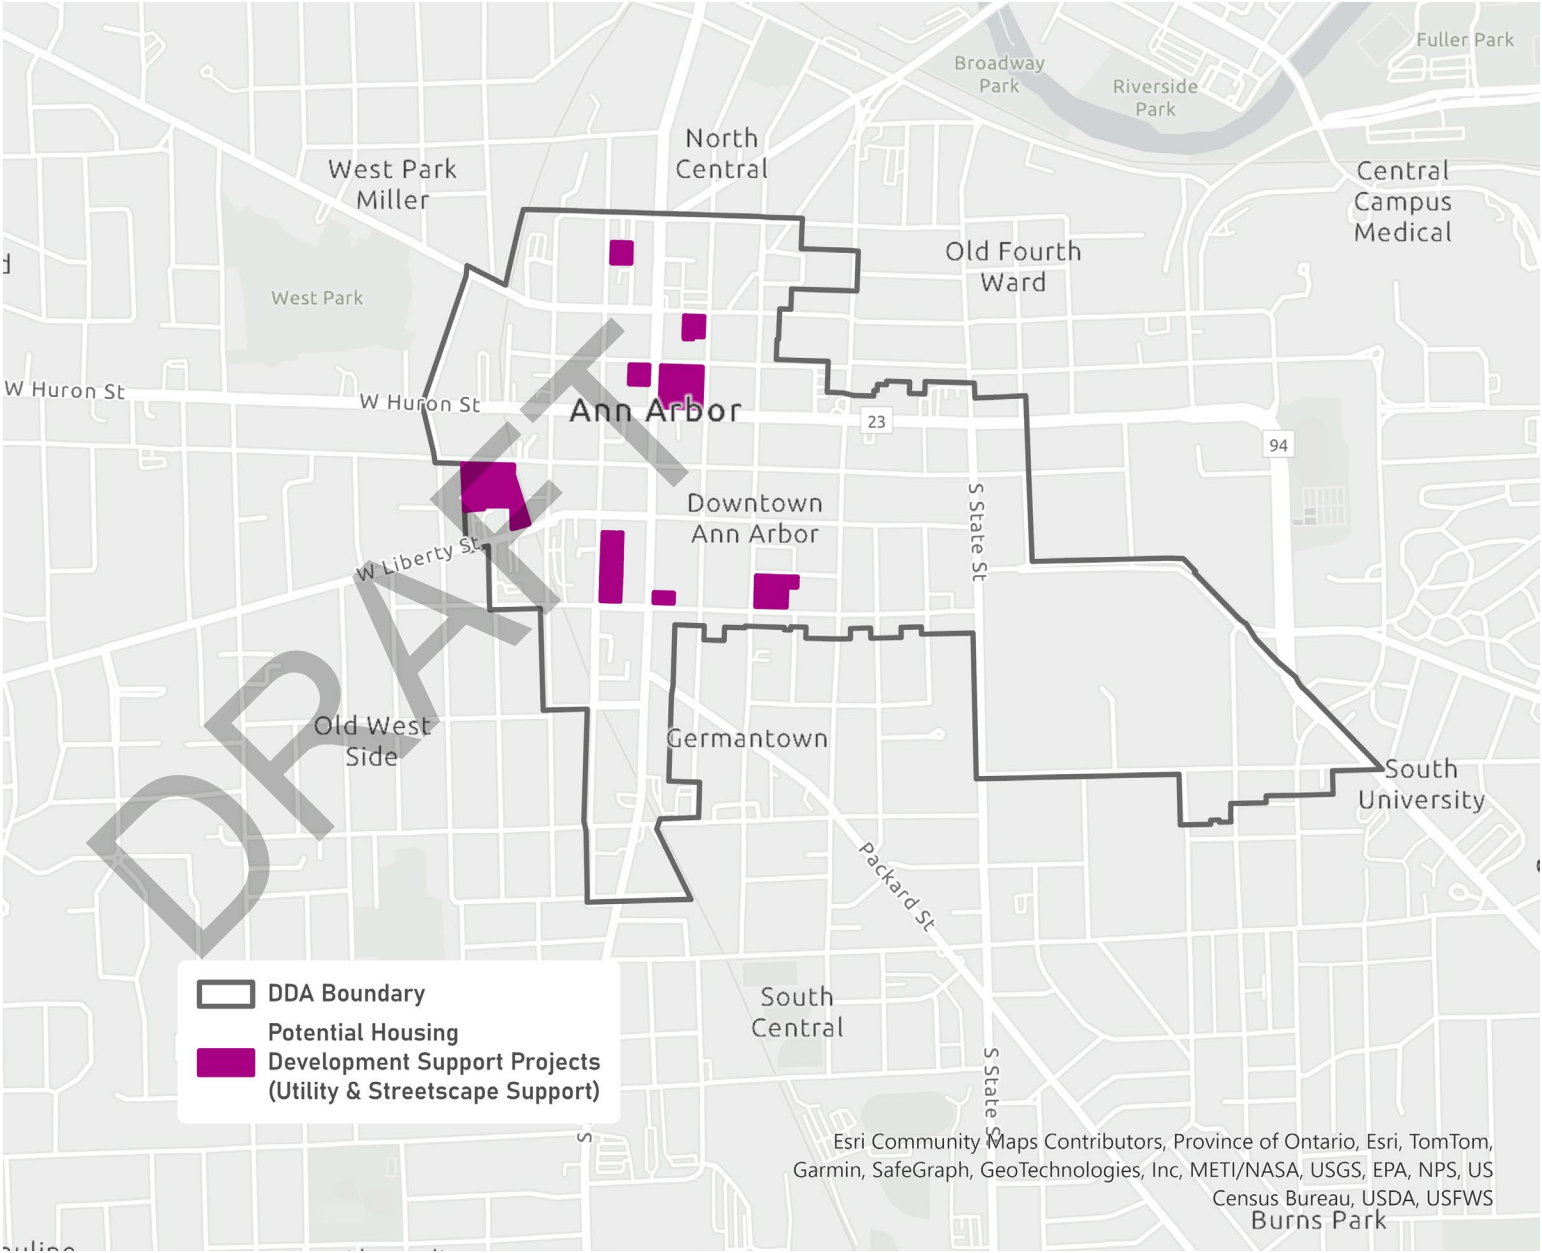 Fuller Park
Broadway
Park
Riverside
Park
North
Central
West Park
Miller
Central
Campus
Medical
Old Fourth
Ward
d
West Park
W Huron St
W Huron St
Ann Arbor
23
94
Downtown
Ann Arbor
S State St
W Liberty St
DRAFT
Old West
Side
Germantown
South
University
Packard St
DDA Boundary
Potential Housing
Development Support Projects
(Utility & Streetscape Support)
South
Central
S State S
S
Esri Community Maps Contributors, Province of Ontario, Esri, TomTom,
Garmin, SafeGraph, GeoTechnologies, Inc, METI/NASA, USGS, EPA, NPS, US
Census Bureau, USDA, USFWS
Burns Park